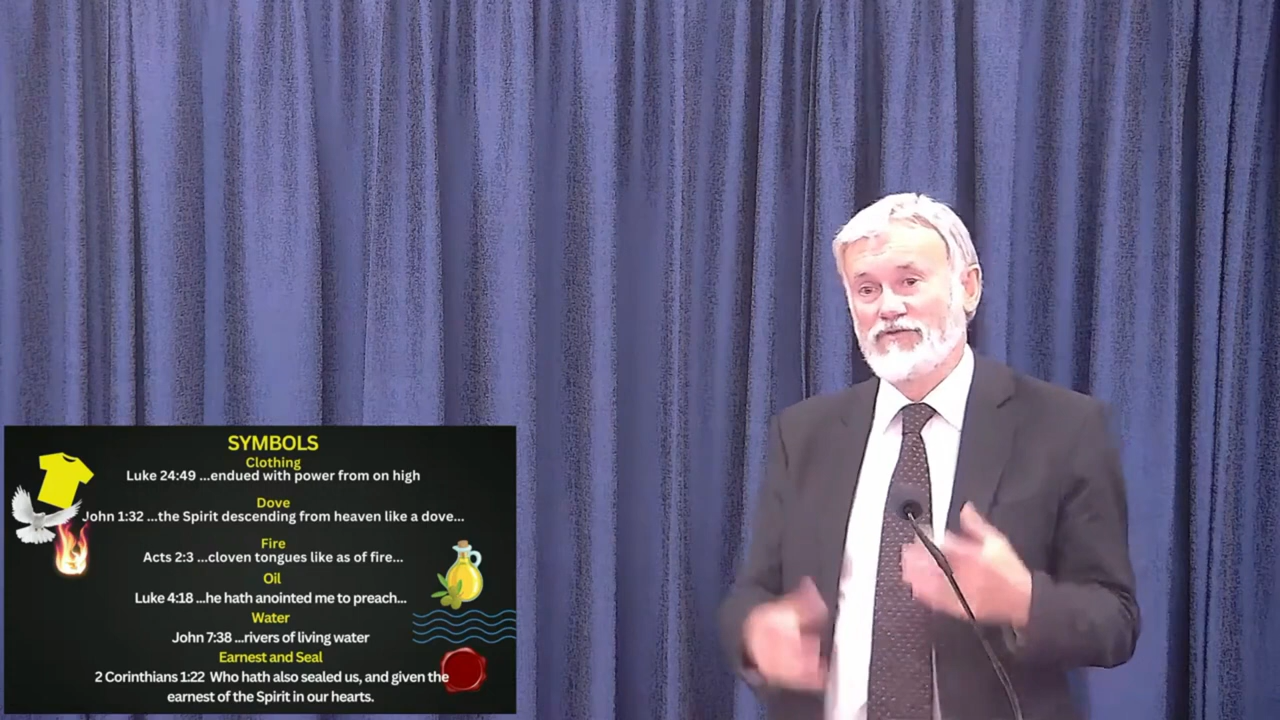 SYMBOLS
Clothing
Luke 24:49 ...endued with power from on high
Dove
John 1:32 ...the Spirit descending from heaven like a dove...
Fire
Acts 2:3 ...cloven tongues like as of fire...
Oil
Luke 4:18 ...he hath anointed me to preach...
Water
John 7:38 ...rivers of living water
Earnest and Seal
2 Corinthians 1:22 Who hath also sealed us, and given the
earnest of the Spirit in our hearts.